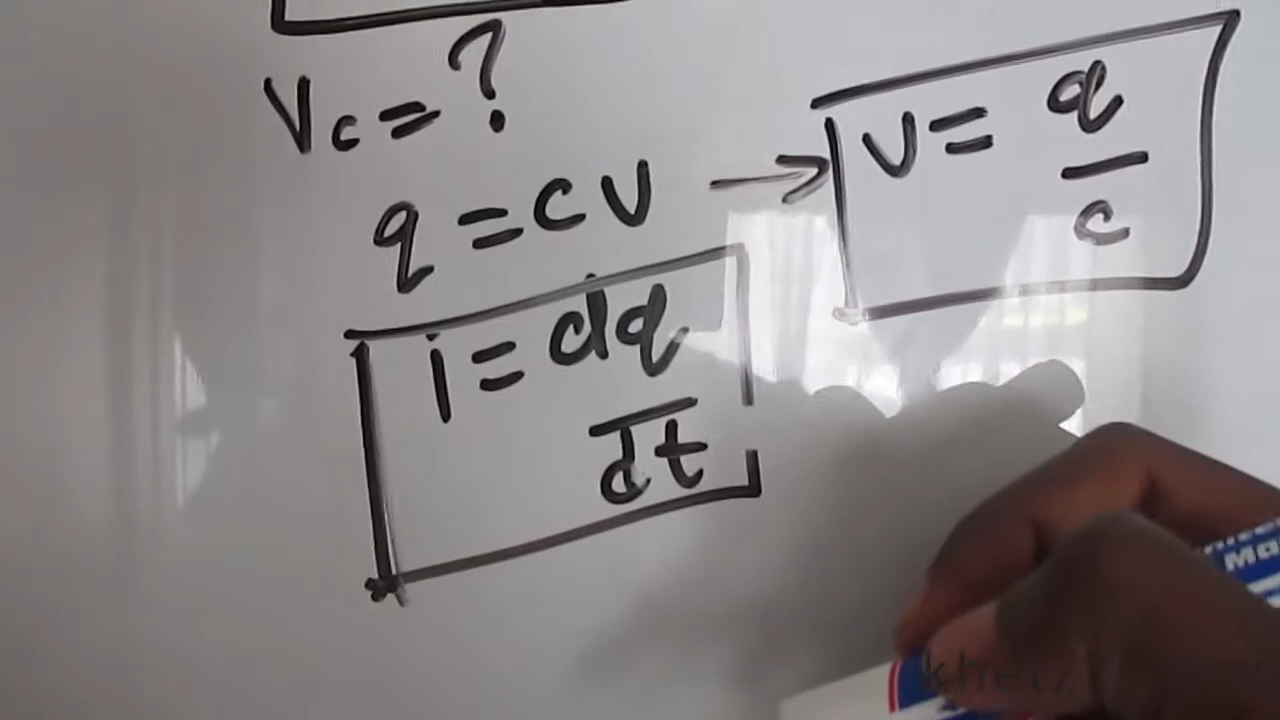 Vc = ?
q = cv → v = q/c
i = dq/dt